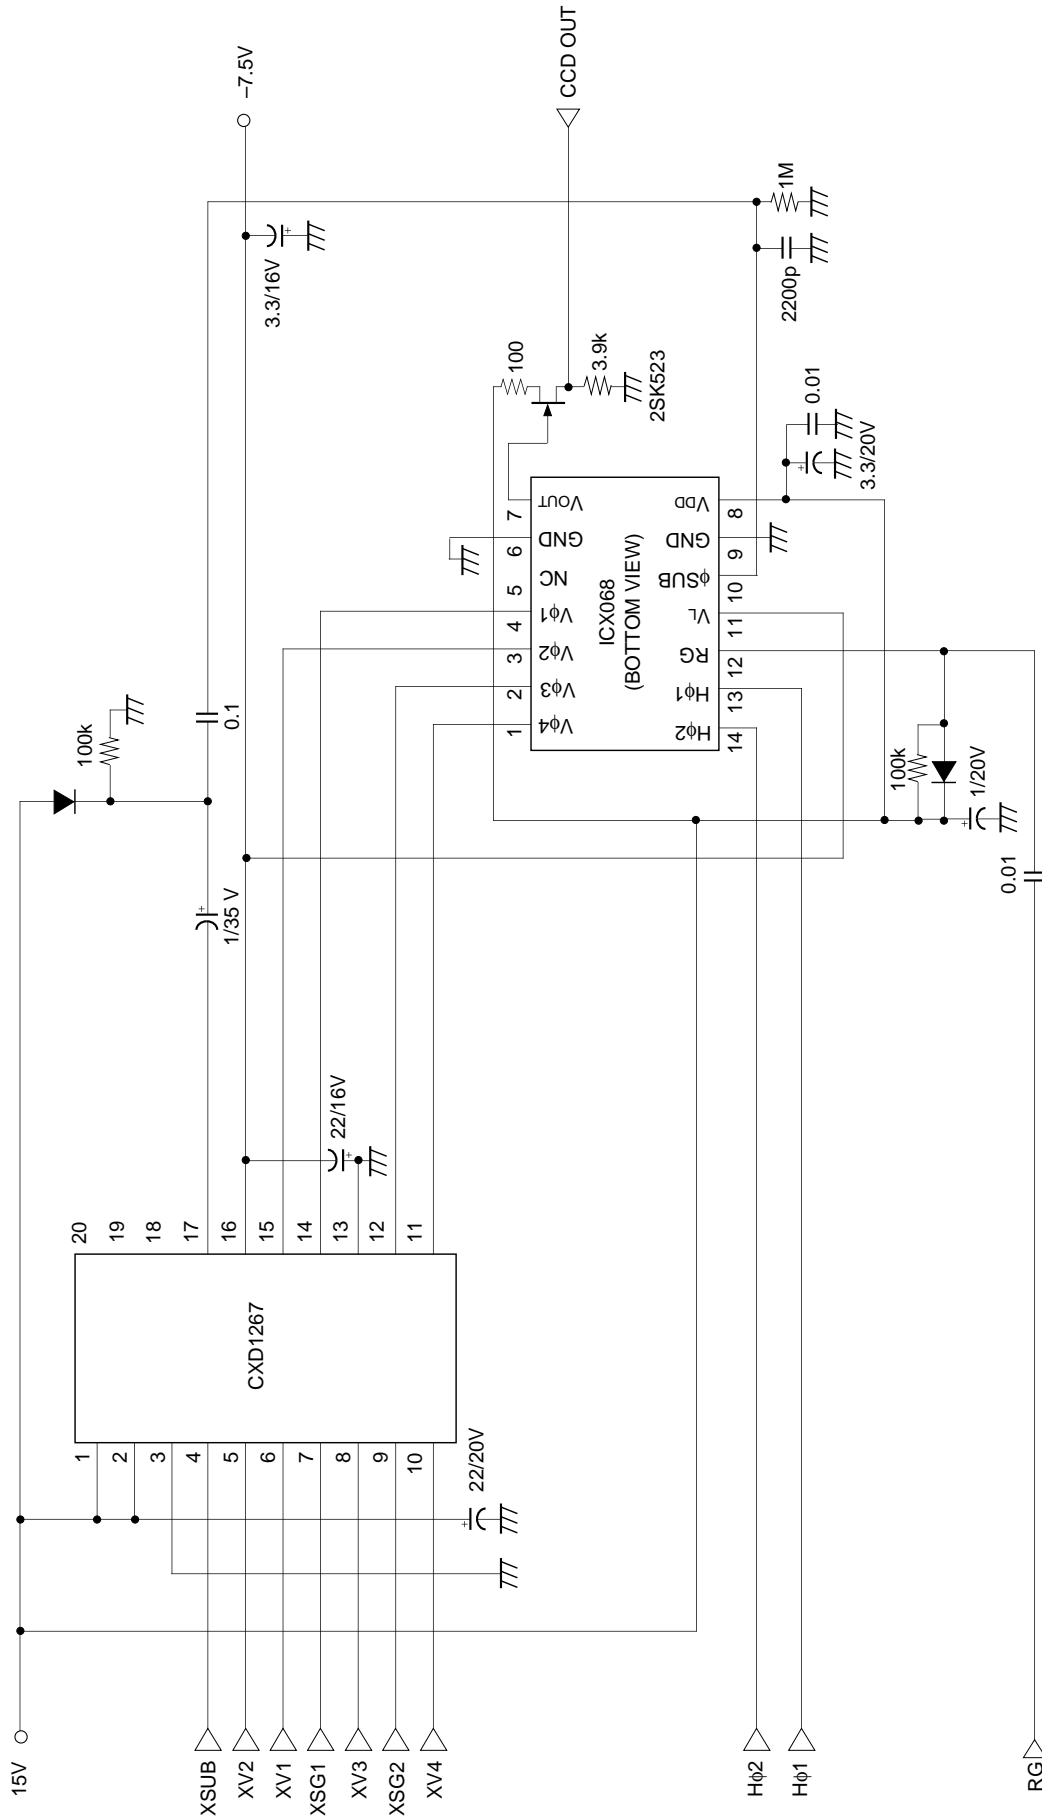 15V
XSUB
XV2
XV1
XSG1
XV3
XSG2
XV4
Hϕ2
Hϕ1
RG
22/20V
1
2
3
4
5
6
7
8
9
10
CXD1267
20
19
18
17
16
15
14
13
12
11
22/16V
1/35 V
100k
0.1
3.3/16V
–7.5V
CCD OUT
100
3.9k
2SK523
1
2
3
4
5
6
7
Vϕ4
Vϕ3
Vϕ2
Vϕ1
NC
GND
VOUT
ICX068
(BOTTOM VIEW)
Hϕ2
Hϕ1
RG
VL
ϕSUB
GND
VDD
14
13
12
11
10
9
8
0.01
3.3/20V
2200p
1M
100k
1/20V
0.01